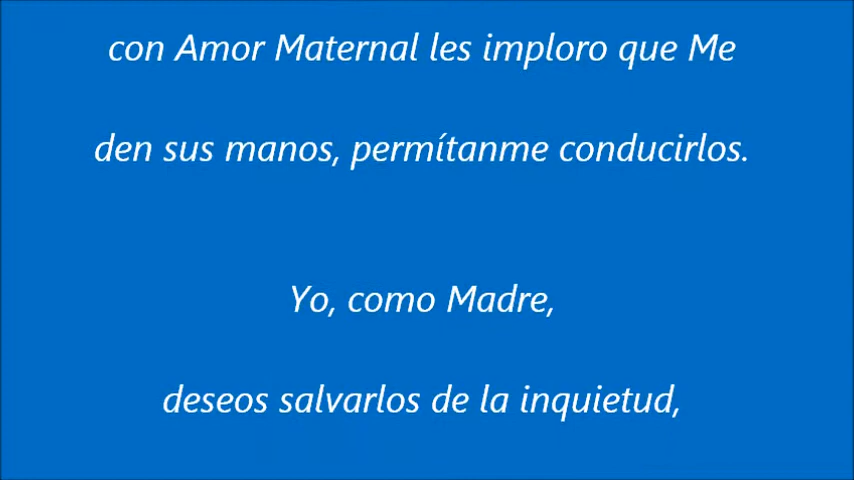 con Amor Maternal les imploro que Me
den sus manos, permítanme conducirlos.
Yo, como Madre,
deseos salvarlos de la inquietud,